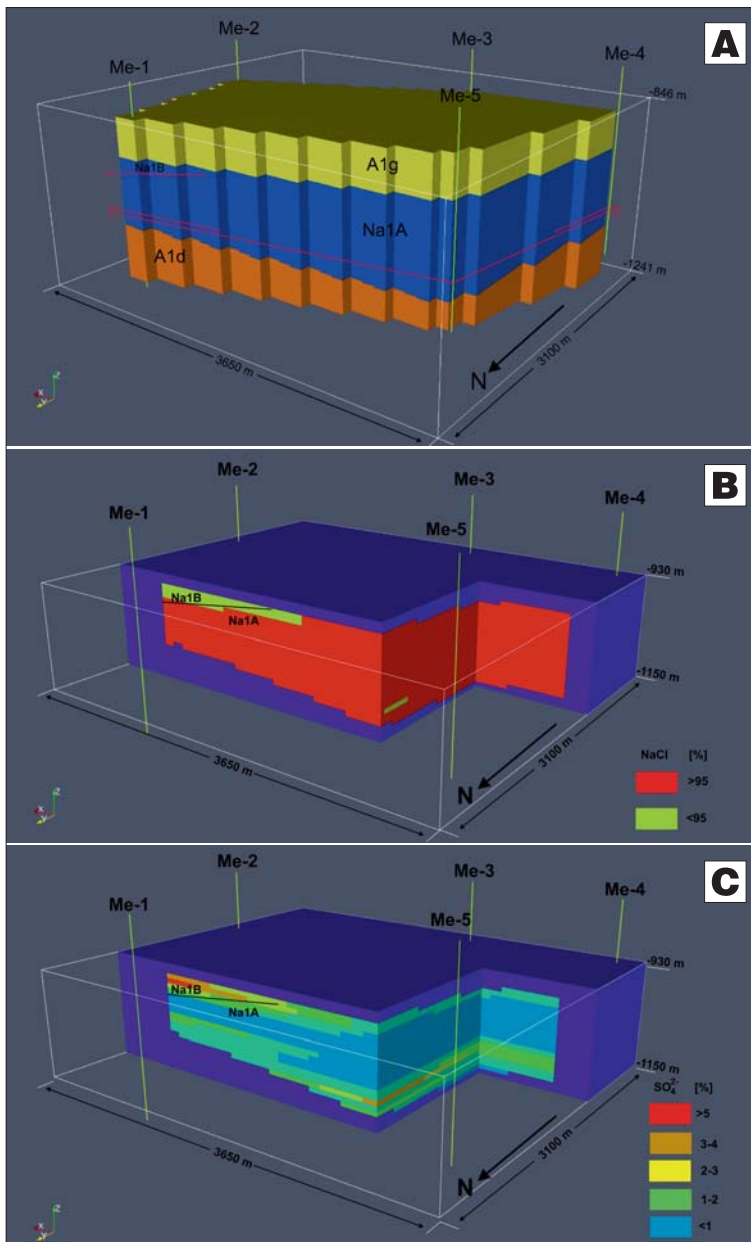 A
Me-2
Me-3
Me-1
Me-4
Me-5
-846 m
A1g
Na1B
Na1A
A1d
-1241 m
3650 m
3100 m
N
B
Me-2
Me-3
Me-4
Me-1
Me-5
-930 m
Na1B
Na1A
-1150 m
3650 m
3100 m
N
NaCl [%]
>95
<95
C
Me-2
Me-3
Me-4
Me-1
Me-5
-930 m
Na1B
Na1A
-1150 m
3650 m
3100 m
N
SO₄²⁻ [%]
>5
3-4
2-3
1-2
<1